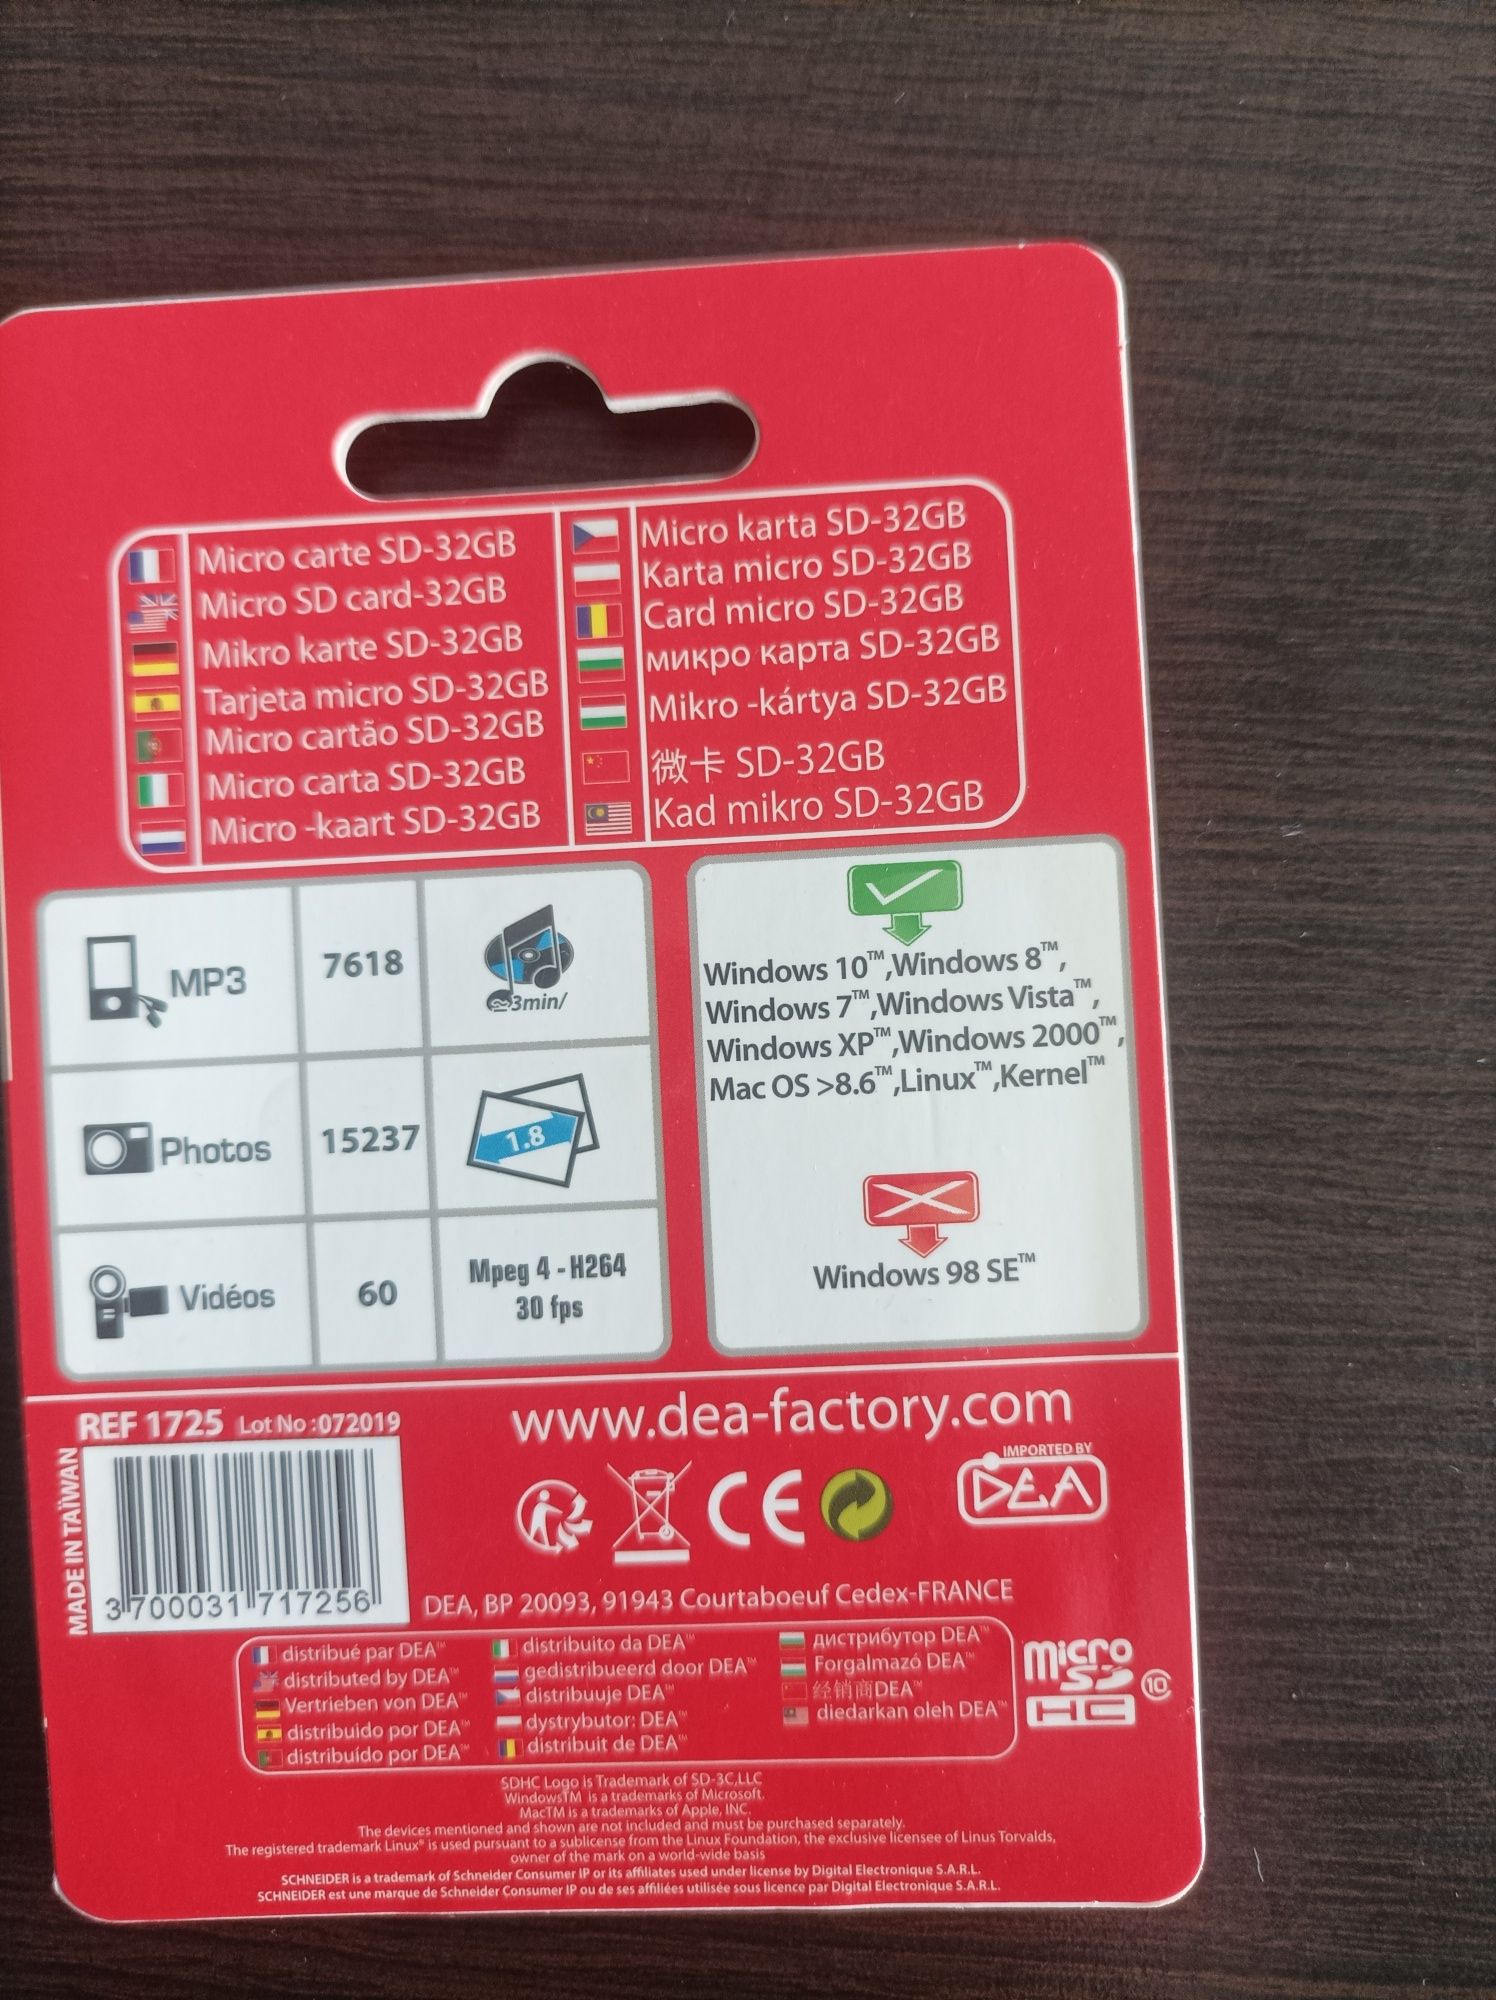 Micro carte SD-32GB
Micro SD card-32GB
Mikro karte SD-32GB
Tarjeta micro SD-32GB
Micro cartão SD-32GB
Micro carta SD-32GB
Micro -kaart SD-32GB
Micro karta SD-32GB
Karta micro SD-32GB
Card micro SD-32GB
микро карта SD-32GB
Mikro -kártya SD-32GB
微卡 SD-32GB
Kad mikro SD-32GB
MP3 7618 ≃3min/
Photos 15237 1.8
Vidéos 60 Mpeg 4 - H264
30 fps
Windows 10™,Windows 8™,
Windows 7™,Windows Vista™,
Windows XP™,Windows 2000™,
Mac OS >8.6™,Linux™,Kernel™
Windows 98 SE™
REF 1725 Lot No :072019
www.dea-factory.com
MADE IN TAÏWAN
3 700031 717256
CE
IMPORTED BY
DEA
DEA, BP 20093, 91943 Courtaboeuf Cedex-FRANCE
distribué par DEA™
distributed by DEA™
Vertrieben von DEA™
distribuido por DEA™
distribuído por DEA™
distribuito da DEA™
gedistribueerd door DEA™
distribuuje DEA™
dystrybutor: DEA™
distribuit de DEA™
дистрибутор DEA™
Forgalmazó DEA™
经销商DEA™
diedarkan oleh DEA™
micro
SD
HC
10
SDHC Logo is Trademark of SD-3C,LLC
WindowsTM is a trademarks of Microsoft.
MacTM is a trademarks of Apple, INC.
The devices mentioned and shown are not included and must be purchased separately.
The registered trademark Linux® is used pursuant to a sublicense from the Linux Foundation, the exclusive licensee of Linus Torvalds,
owner of the mark on a world-wide basis
SCHNEIDER is a trademark of Schneider Consumer IP or its affiliates used under license by Digital Electronique S.A.R.L.
SCHNEIDER est une marque de Schneider Consumer IP ou de ses affiliées utilisée sous licence par Digital Electronique S.A.R.L.